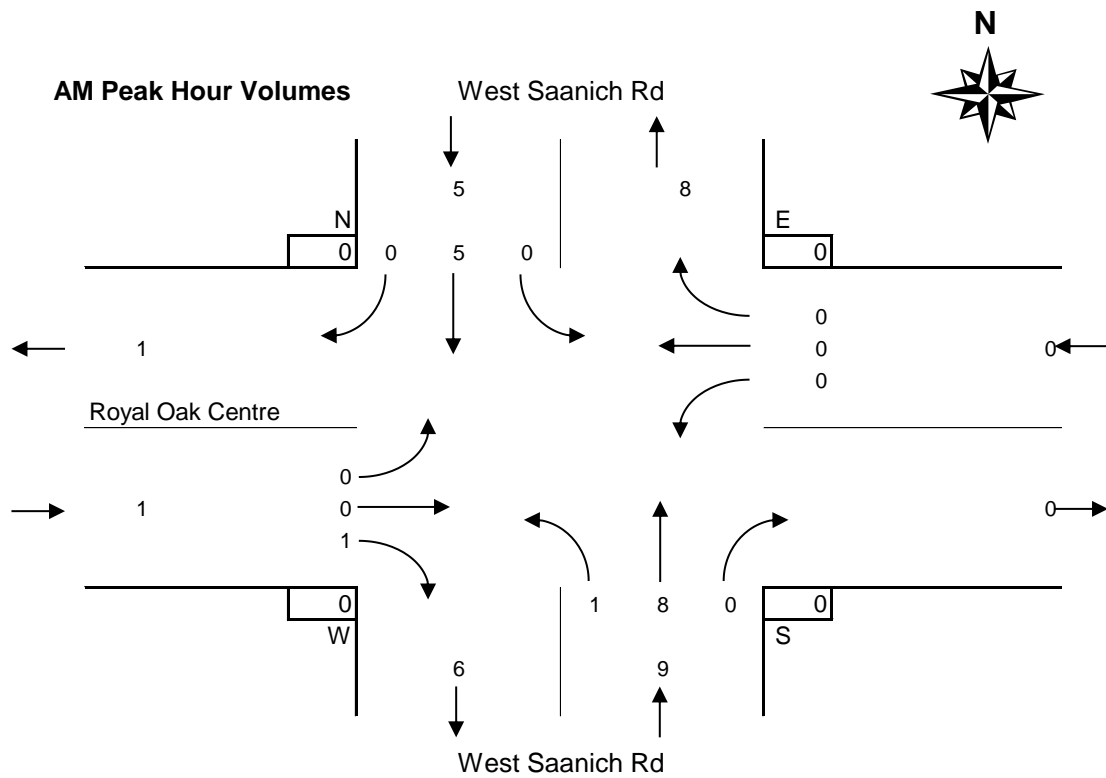 N
AM Peak Hour Volumes West Saanich Rd
5 8
N E
0 0 5 0 0
0
1 0 0
0
Royal Oak Centre
0
1 0 0
1
0 1 8 0 0
W S
6 9
West Saanich Rd